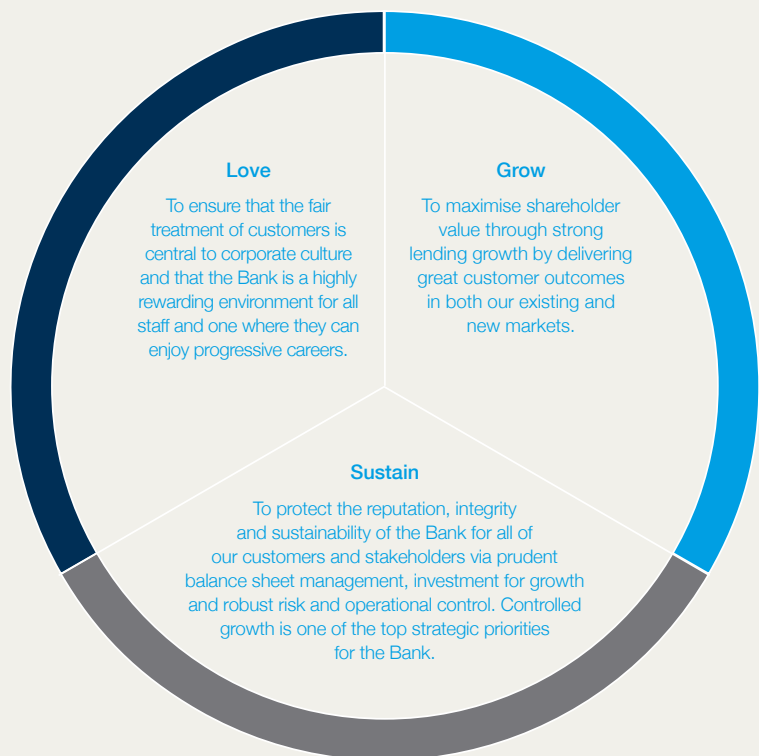 Love
To ensure that the fair
treatment of customers is
central to corporate culture
and that the Bank is a highly
rewarding environment for all
staff and one where they can
enjoy progressive careers.
Grow
To maximise shareholder
value through strong
lending growth by delivering
great customer outcomes
in both our existing and
new markets.
Sustain
To protect the reputation, integrity
and sustainability of the Bank for all of
our customers and stakeholders via prudent
balance sheet management, investment for growth
and robust risk and operational control. Controlled
growth is one of the top strategic priorities
for the Bank.